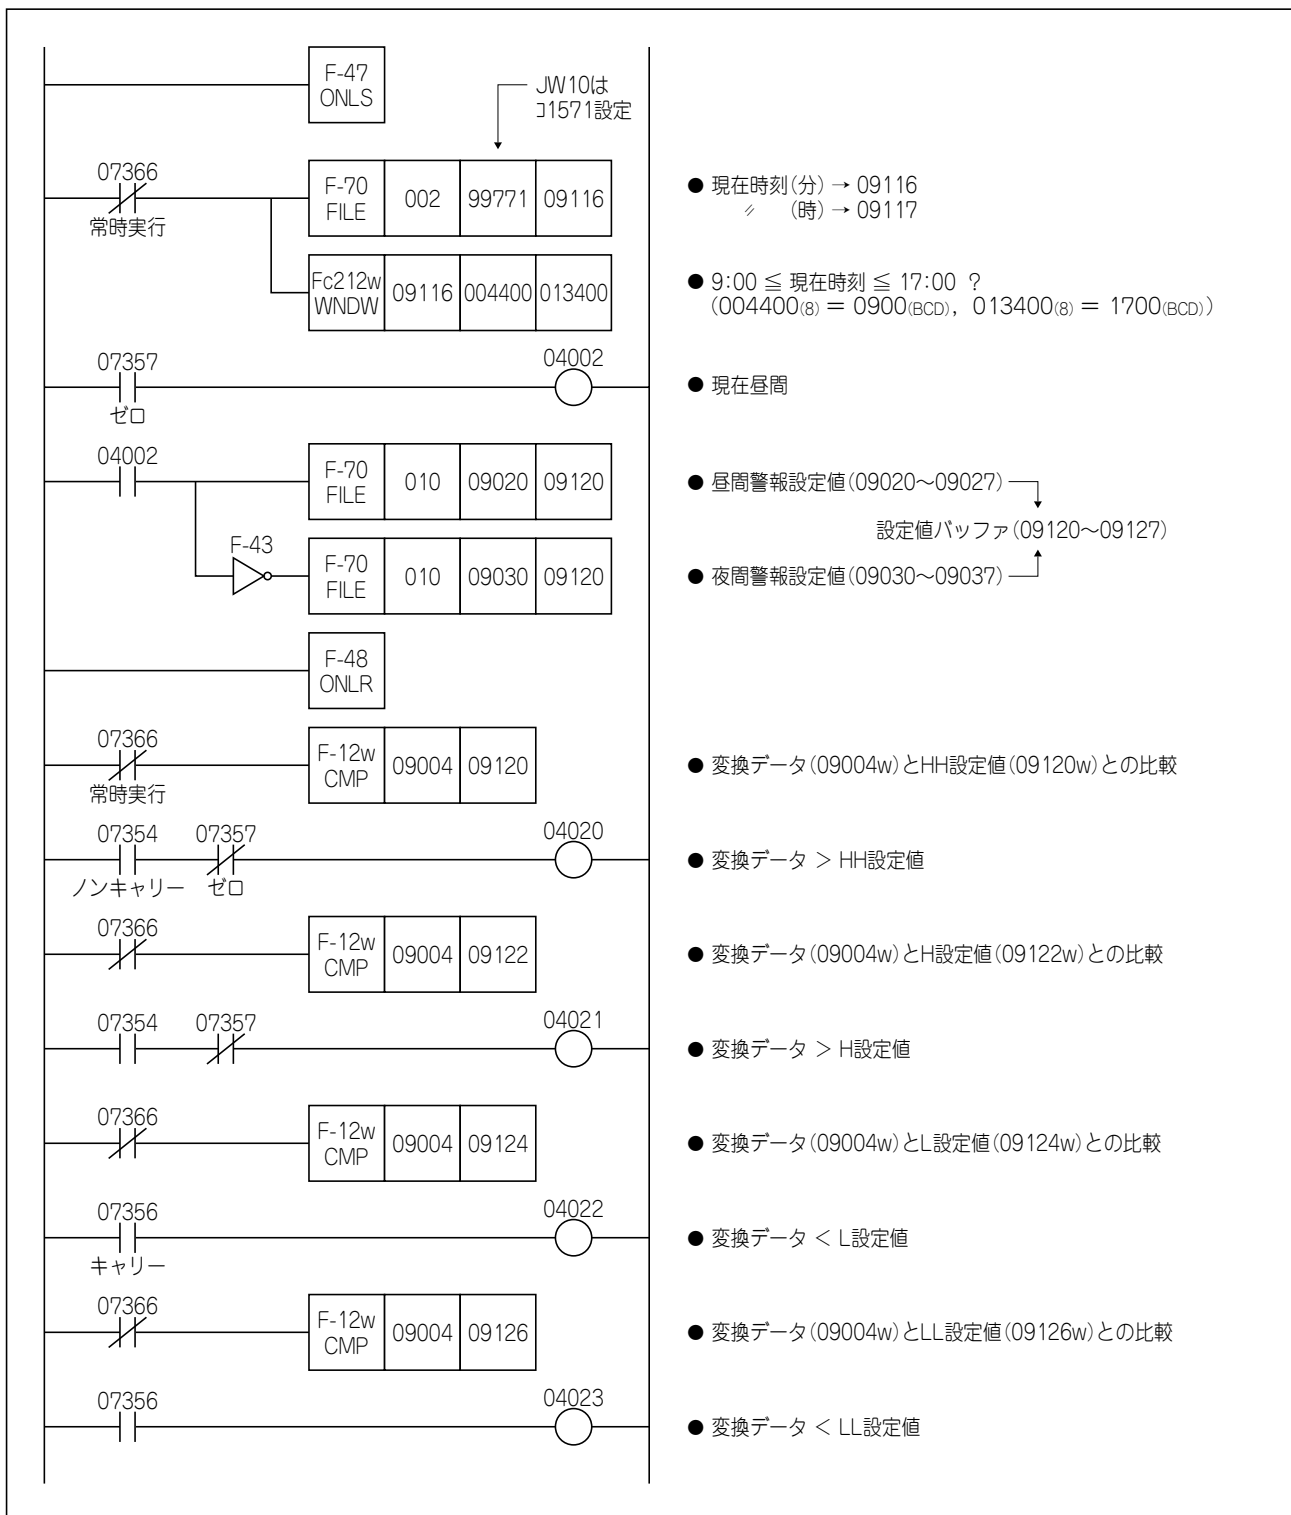 F-47
ONLS
JW10は
ｺ1571設定
07366
常時実行
F-70
FILE
002
99771
09116
● 現在時刻(分) → 09116
〃 (時) → 09117
Fc212w
WNDW
09116
004400
013400
● 9:00 ≦ 現在時刻 ≦ 17:00 ?
(004400(8) = 0900(BCD), 013400(8) = 1700(BCD))
07357
ゼロ
04002
● 現在昼間
04002
F-70
FILE
010
09020
09120
● 昼間警報設定値(09020〜09027)
設定値バッファ(09120〜09127)
F-43
F-70
FILE
010
09030
09120
● 夜間警報設定値(09030〜09037)
F-48
ONLR
07366
常時実行
F-12w
CMP
09004
09120
● 変換データ(09004w)とHH設定値(09120w)との比較
07354
ノンキャリー
07357
ゼロ
04020
● 変換データ > HH設定値
07366
F-12w
CMP
09004
09122
● 変換データ(09004w)とH設定値(09122w)との比較
07354
07357
04021
● 変換データ > H設定値
07366
F-12w
CMP
09004
09124
● 変換データ(09004w)とL設定値(09124w)との比較
07356
キャリー
04022
● 変換データ < L設定値
07366
F-12w
CMP
09004
09126
● 変換データ(09004w)とLL設定値(09126w)との比較
07356
04023
● 変換データ < LL設定値